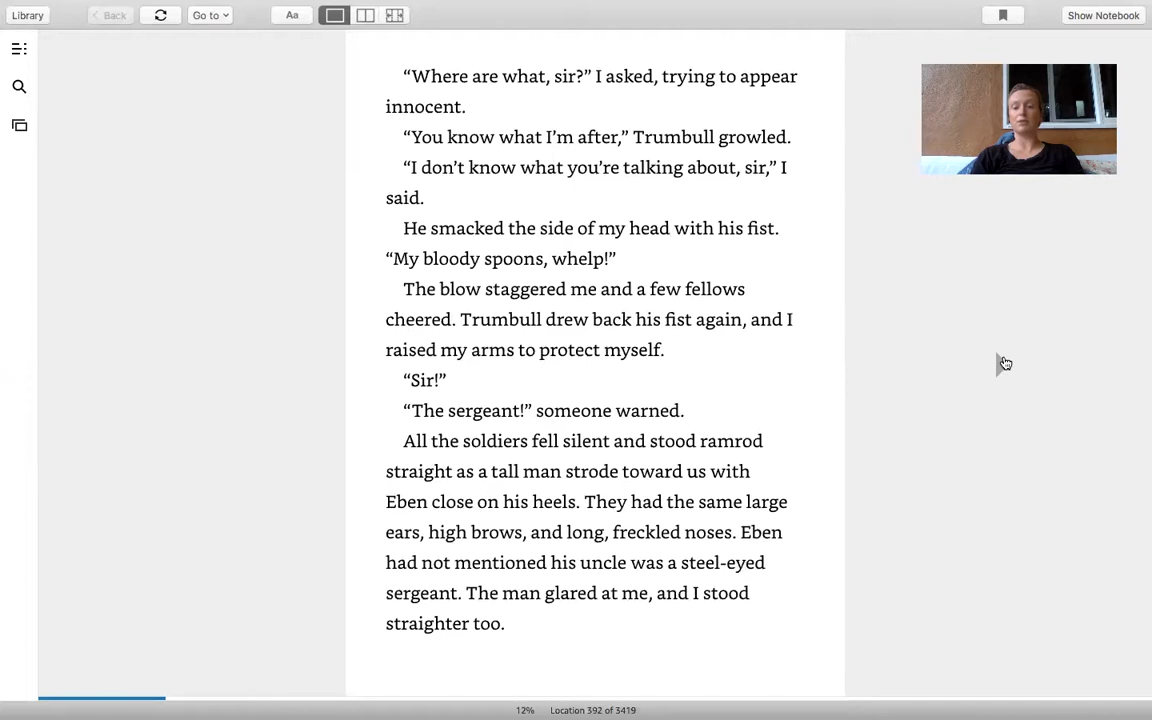 Library
Back
Go to
Aa
Show Notebook
“Where are what, sir?” I asked, trying to appear
innocent.
“You know what I’m after,” Trumbull growled.
“I don’t know what you’re talking about, sir,” I
said.
He smacked the side of my head with his fist.
“My bloody spoons, whelp!”
The blow staggered me and a few fellows
cheered. Trumbull drew back his fist again, and I
raised my arms to protect myself.
“Sir!”
“The sergeant!” someone warned.
All the soldiers fell silent and stood ramrod
straight as a tall man strode toward us with
Eben close on his heels. They had the same large
ears, high brows, and long, freckled noses. Eben
had not mentioned his uncle was a steel-eyed
sergeant. The man glared at me, and I stood
straighter too.
12% Location 392 of 3419